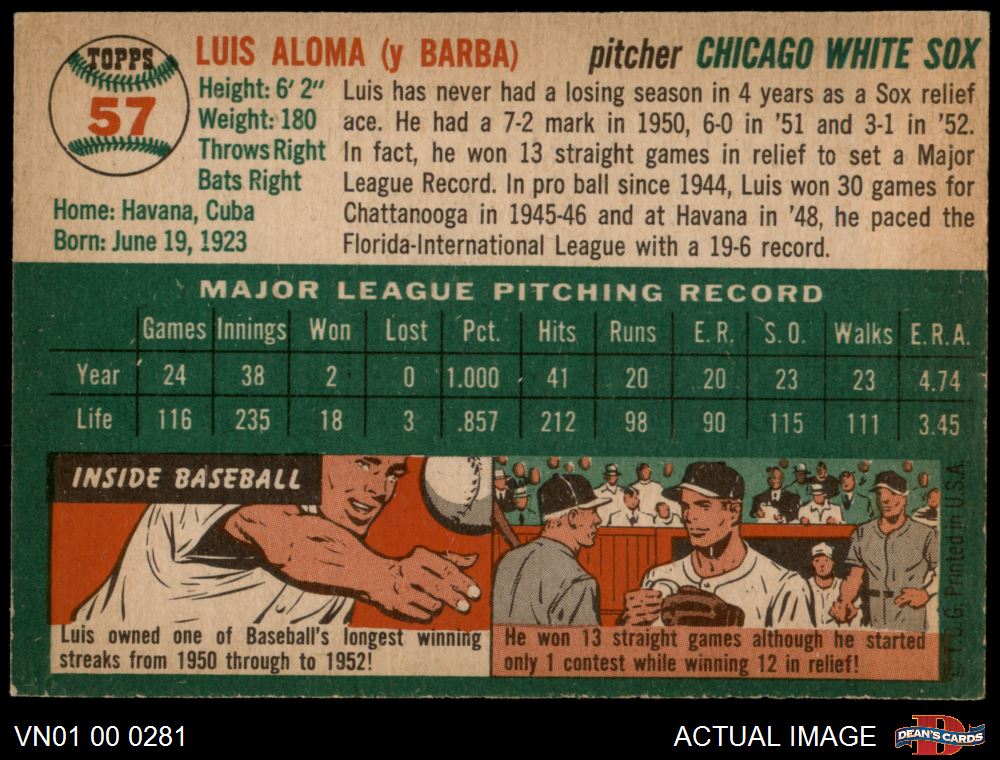 TOPPS
57
LUIS ALOMA (y BARBA) pitcher CHICAGO WHITE SOX
Height: 6' 2"
Weight: 180
Throws Right
Bats Right
Home: Havana, Cuba
Born: June 19, 1923
Luis has never had a losing season in 4 years as a Sox relief
ace. He had a 7-2 mark in 1950, 6-0 in '51 and 3-1 in '52.
In fact, he won 13 straight games in relief to set a Major
League Record. In pro ball since 1944, Luis won 30 games for
Chattanooga in 1945-46 and at Havana in '48, he paced the
Florida-International League with a 19-6 record.
MAJOR LEAGUE PITCHING RECORD
Games Innings Won Lost Pct. Hits Runs E. R. S. O. Walks E. R. A.
Year 24 38 2 0 1.000 41 20 20 23 23 4.74
Life 116 235 18 3 .857 212 98 90 115 111 3.45
INSIDE BASEBALL
Luis owned one of Baseball's longest winning
streaks from 1950 through to 1952!
He won 13 straight games although he started
only 1 contest while winning 12 in relief!
© T. C. G. Printed in U.S.A.
VN01 00 0281
ACTUAL IMAGE
DEAN'S CARDS